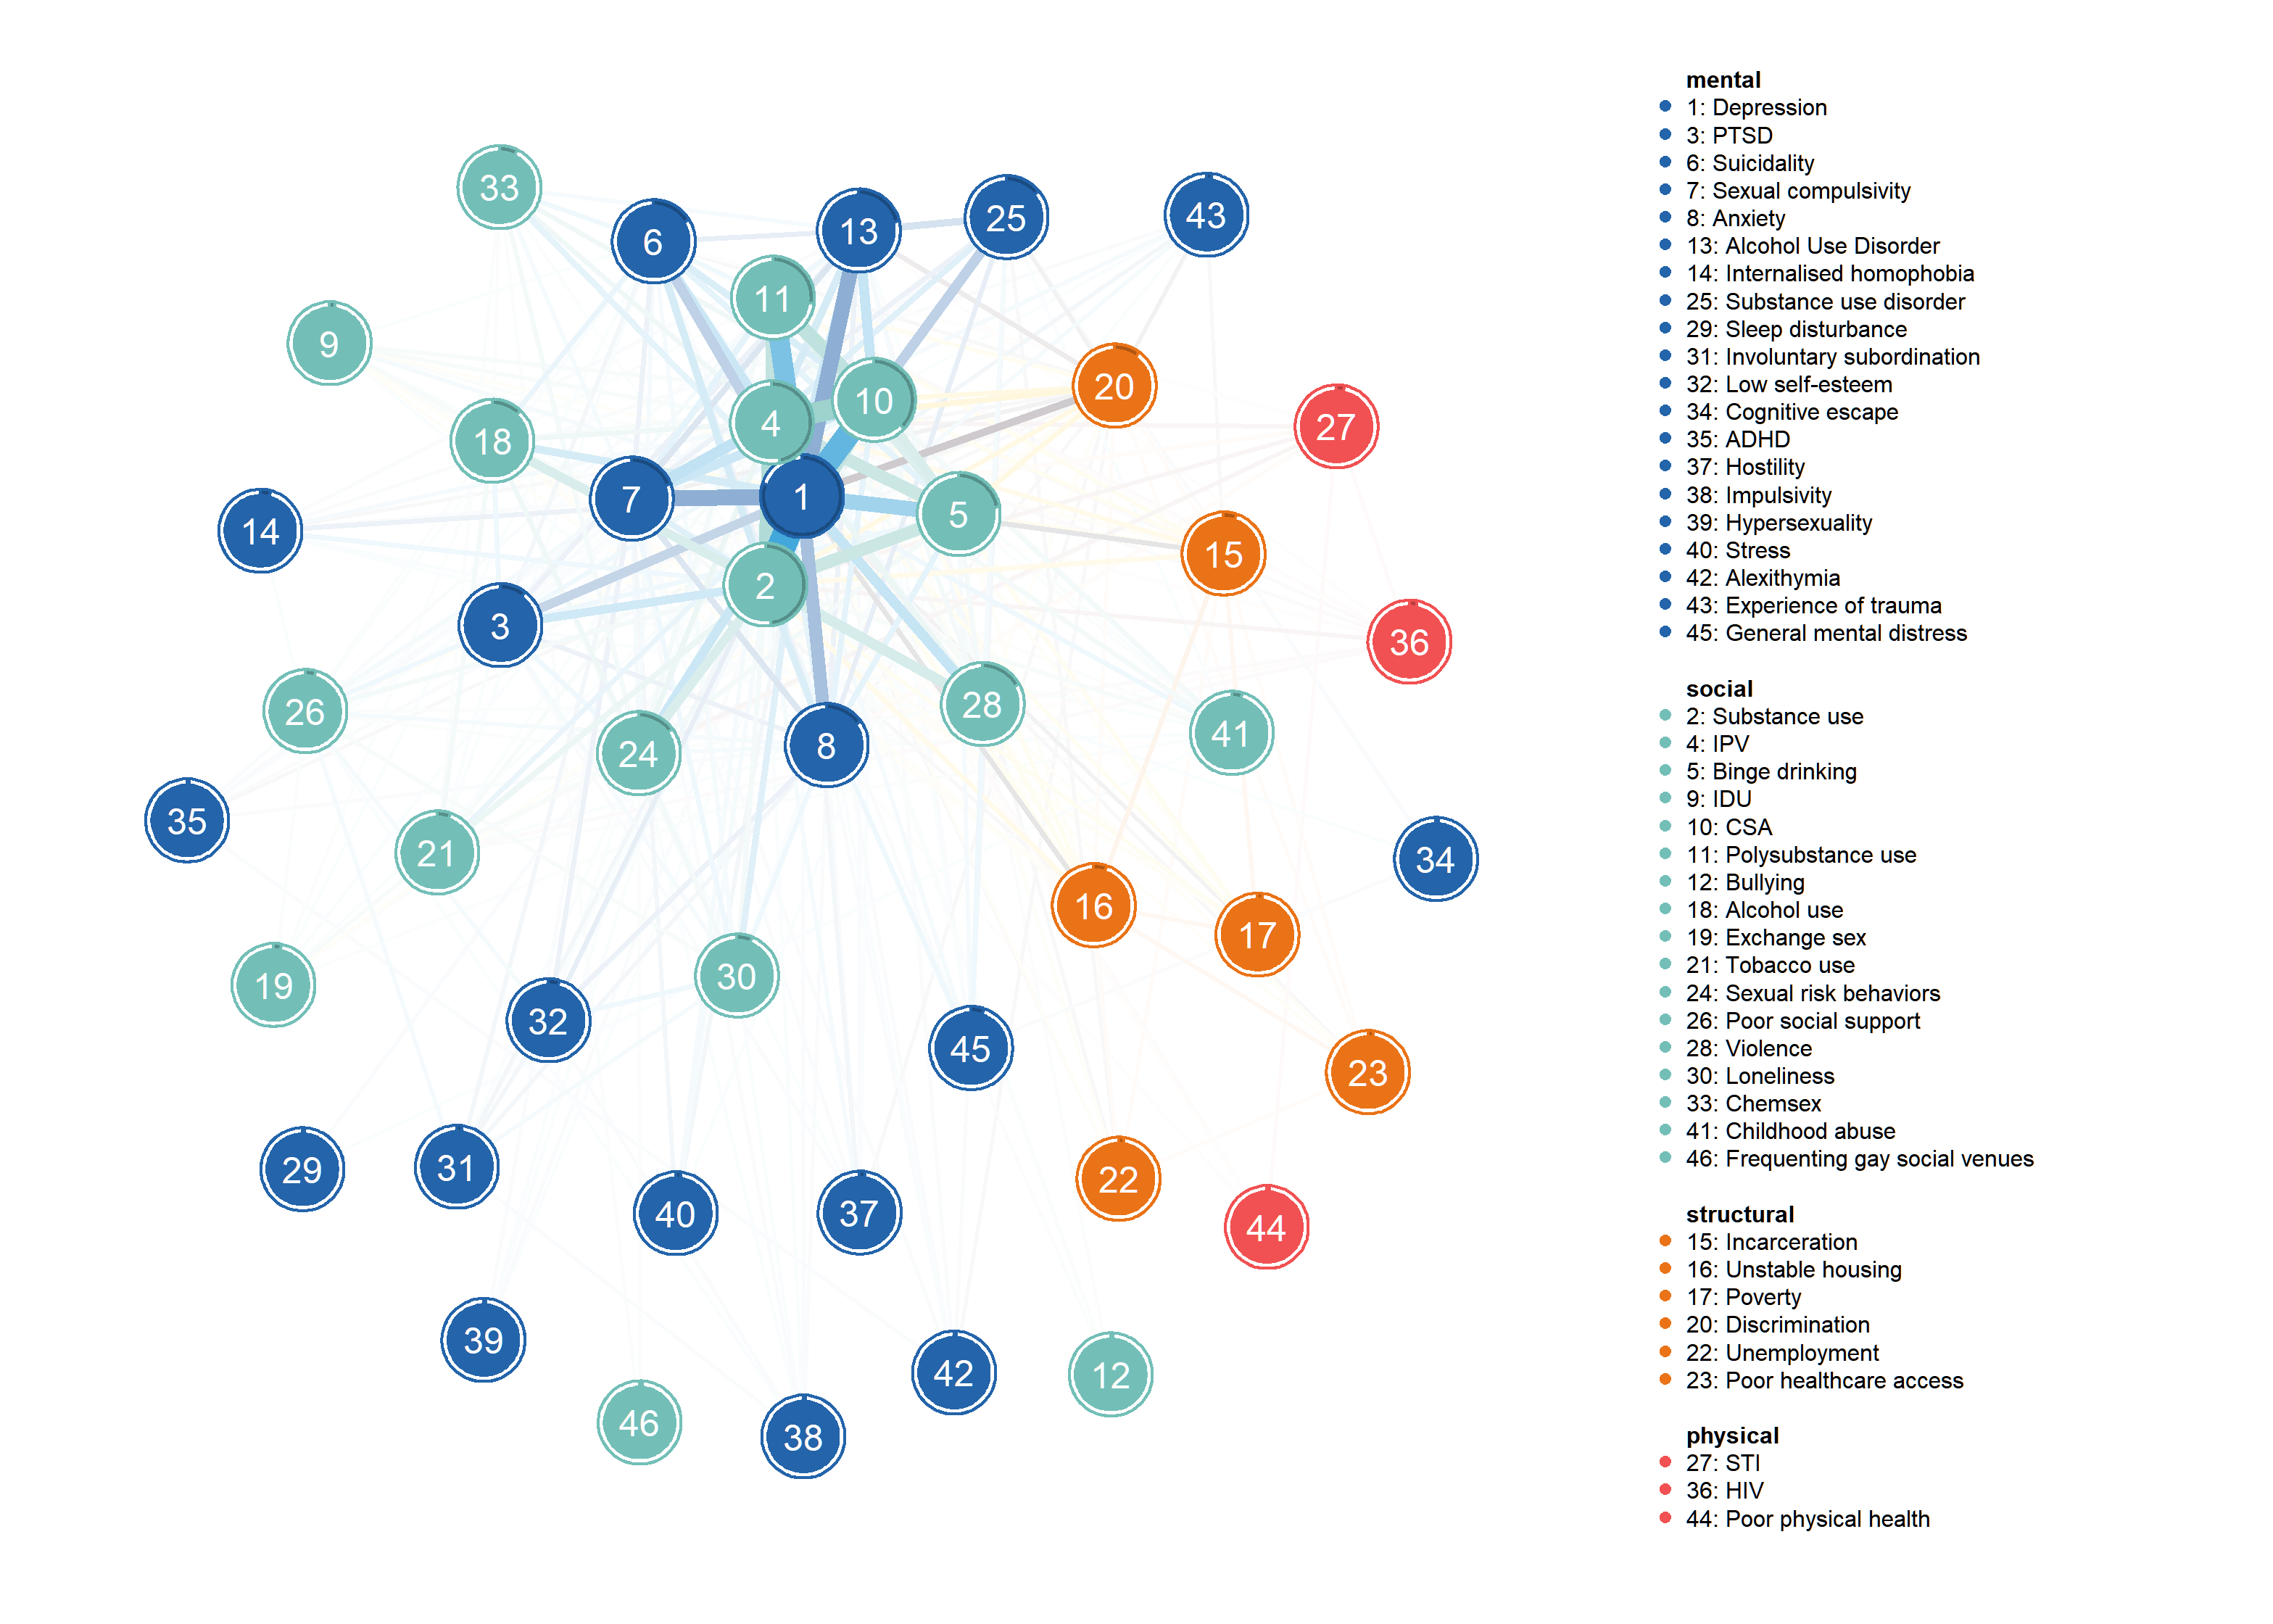 33
6
13
25
43
11
9
20
10
4
27
18
7
1
5
14
15
2
3
36
26
28
41
24
8
35
21
34
16
17
30
19
32
45
23
29
31
22
40
37
44
39
42
12
46
38
mental
1: Depression
3: PTSD
6: Suicidality
7: Sexual compulsivity
8: Anxiety
13: Alcohol Use Disorder
14: Internalised homophobia
25: Substance use disorder
29: Sleep disturbance
31: Involuntary subordination
32: Low self-esteem
34: Cognitive escape
35: ADHD
37: Hostility
38: Impulsivity
39: Hypersexuality
40: Stress
42: Alexithymia
43: Experience of trauma
45: General mental distress
social
2: Substance use
4: IPV
5: Binge drinking
9: IDU
10: CSA
11: Polysubstance use
12: Bullying
18: Alcohol use
19: Exchange sex
21: Tobacco use
24: Sexual risk behaviors
26: Poor social support
28: Violence
30: Loneliness
33: Chemsex
41: Childhood abuse
46: Frequenting gay social venues
structural
15: Incarceration
16: Unstable housing
17: Poverty
20: Discrimination
22: Unemployment
23: Poor healthcare access
physical
27: STI
36: HIV
44: Poor physical health